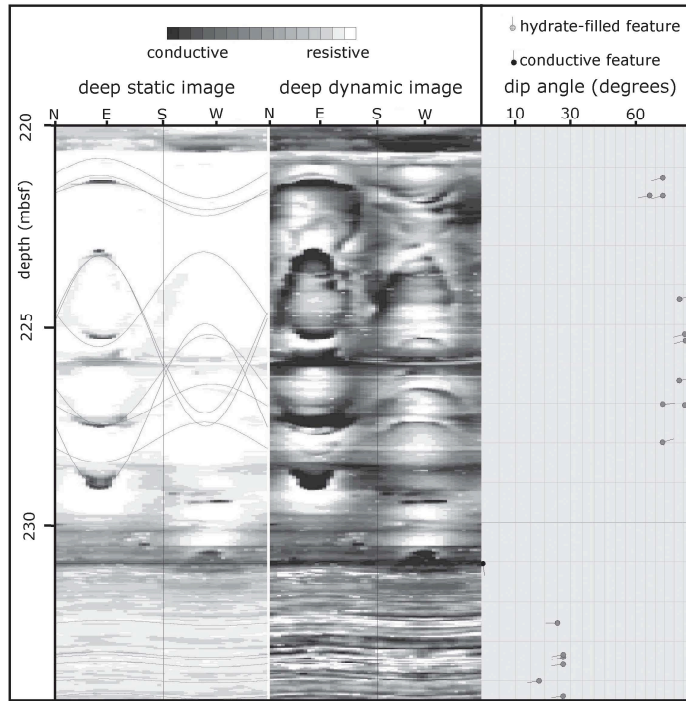 hydrate-filled feature
conductive resistive
conductive feature
deep static image deep dynamic image dip angle (degrees)
N E S W N E S W 10 30 60
220
depth (mbsf)
225
230